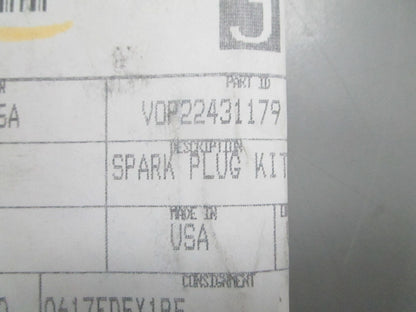 J
PART ID
SA VOP22431179
DESCRIPTION
SPARK PLUG KIT
MADE IN
USA
CONSIGNMENT